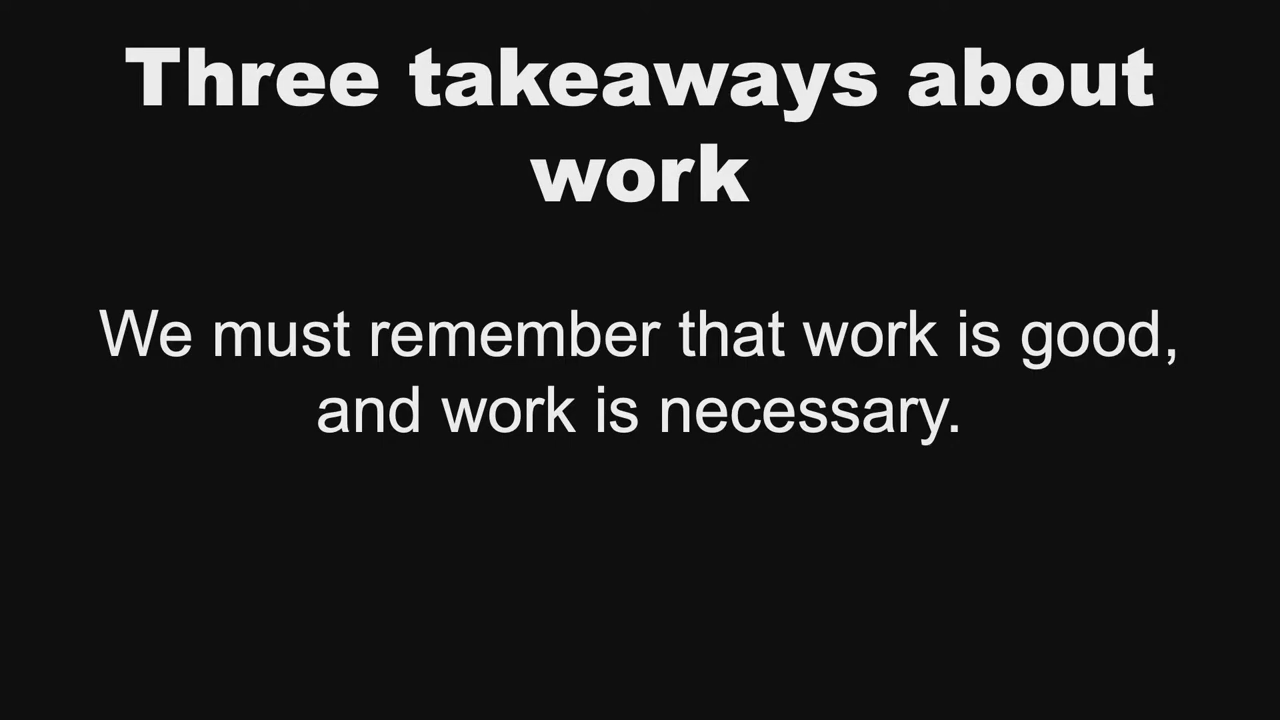 Three takeaways about
work
We must remember that work is good,
and work is necessary.